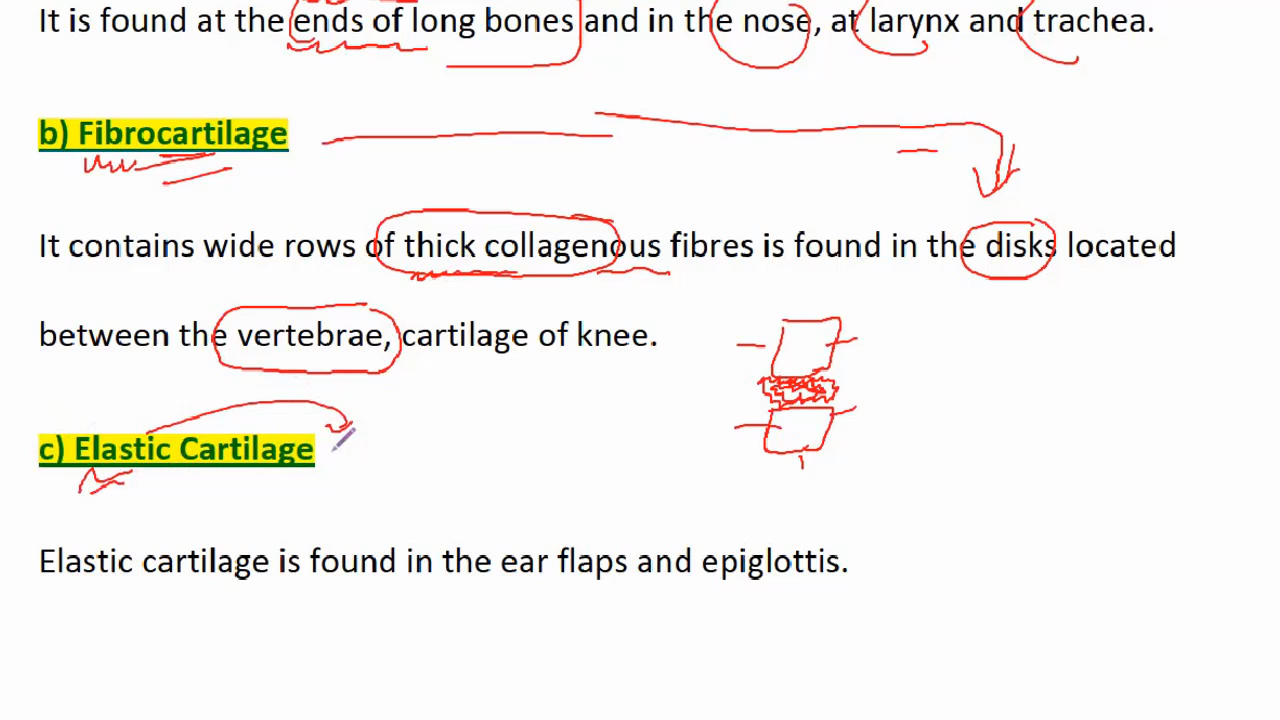 It is found at the ends of long bones and in the nose, at larynx and trachea.
b) Fibrocartilage
It contains wide rows of thick collagenous fibres is found in the disks located
between the vertebrae, cartilage of knee.
c) Elastic Cartilage
Elastic cartilage is found in the ear flaps and epiglottis.